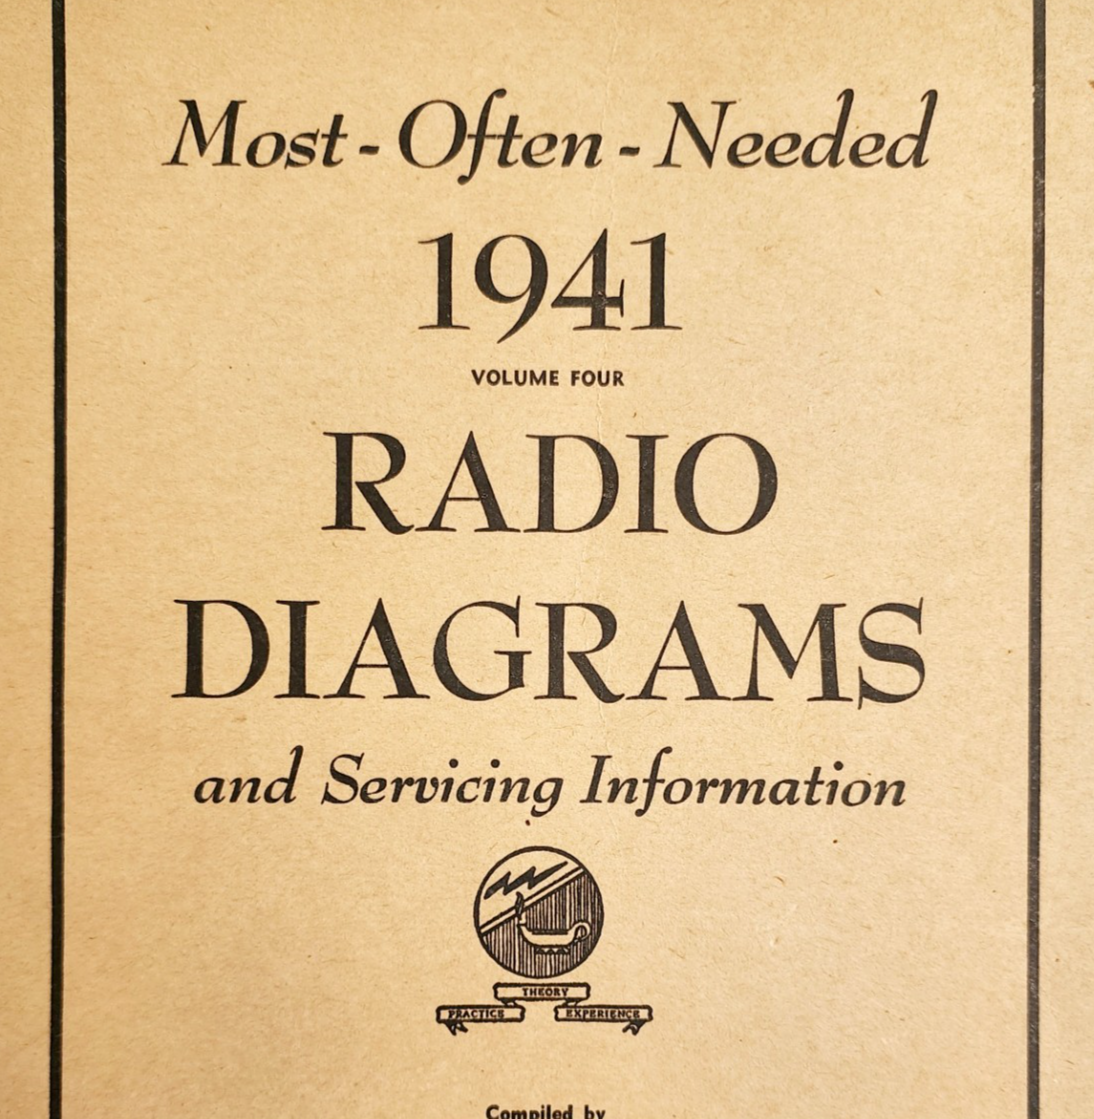 Most-Often-Needed
1941
VOLUME FOUR
RADIO
DIAGRAMS
and Servicing Information
THEORY
PRACTICE EXPERIENCE
Compiled by